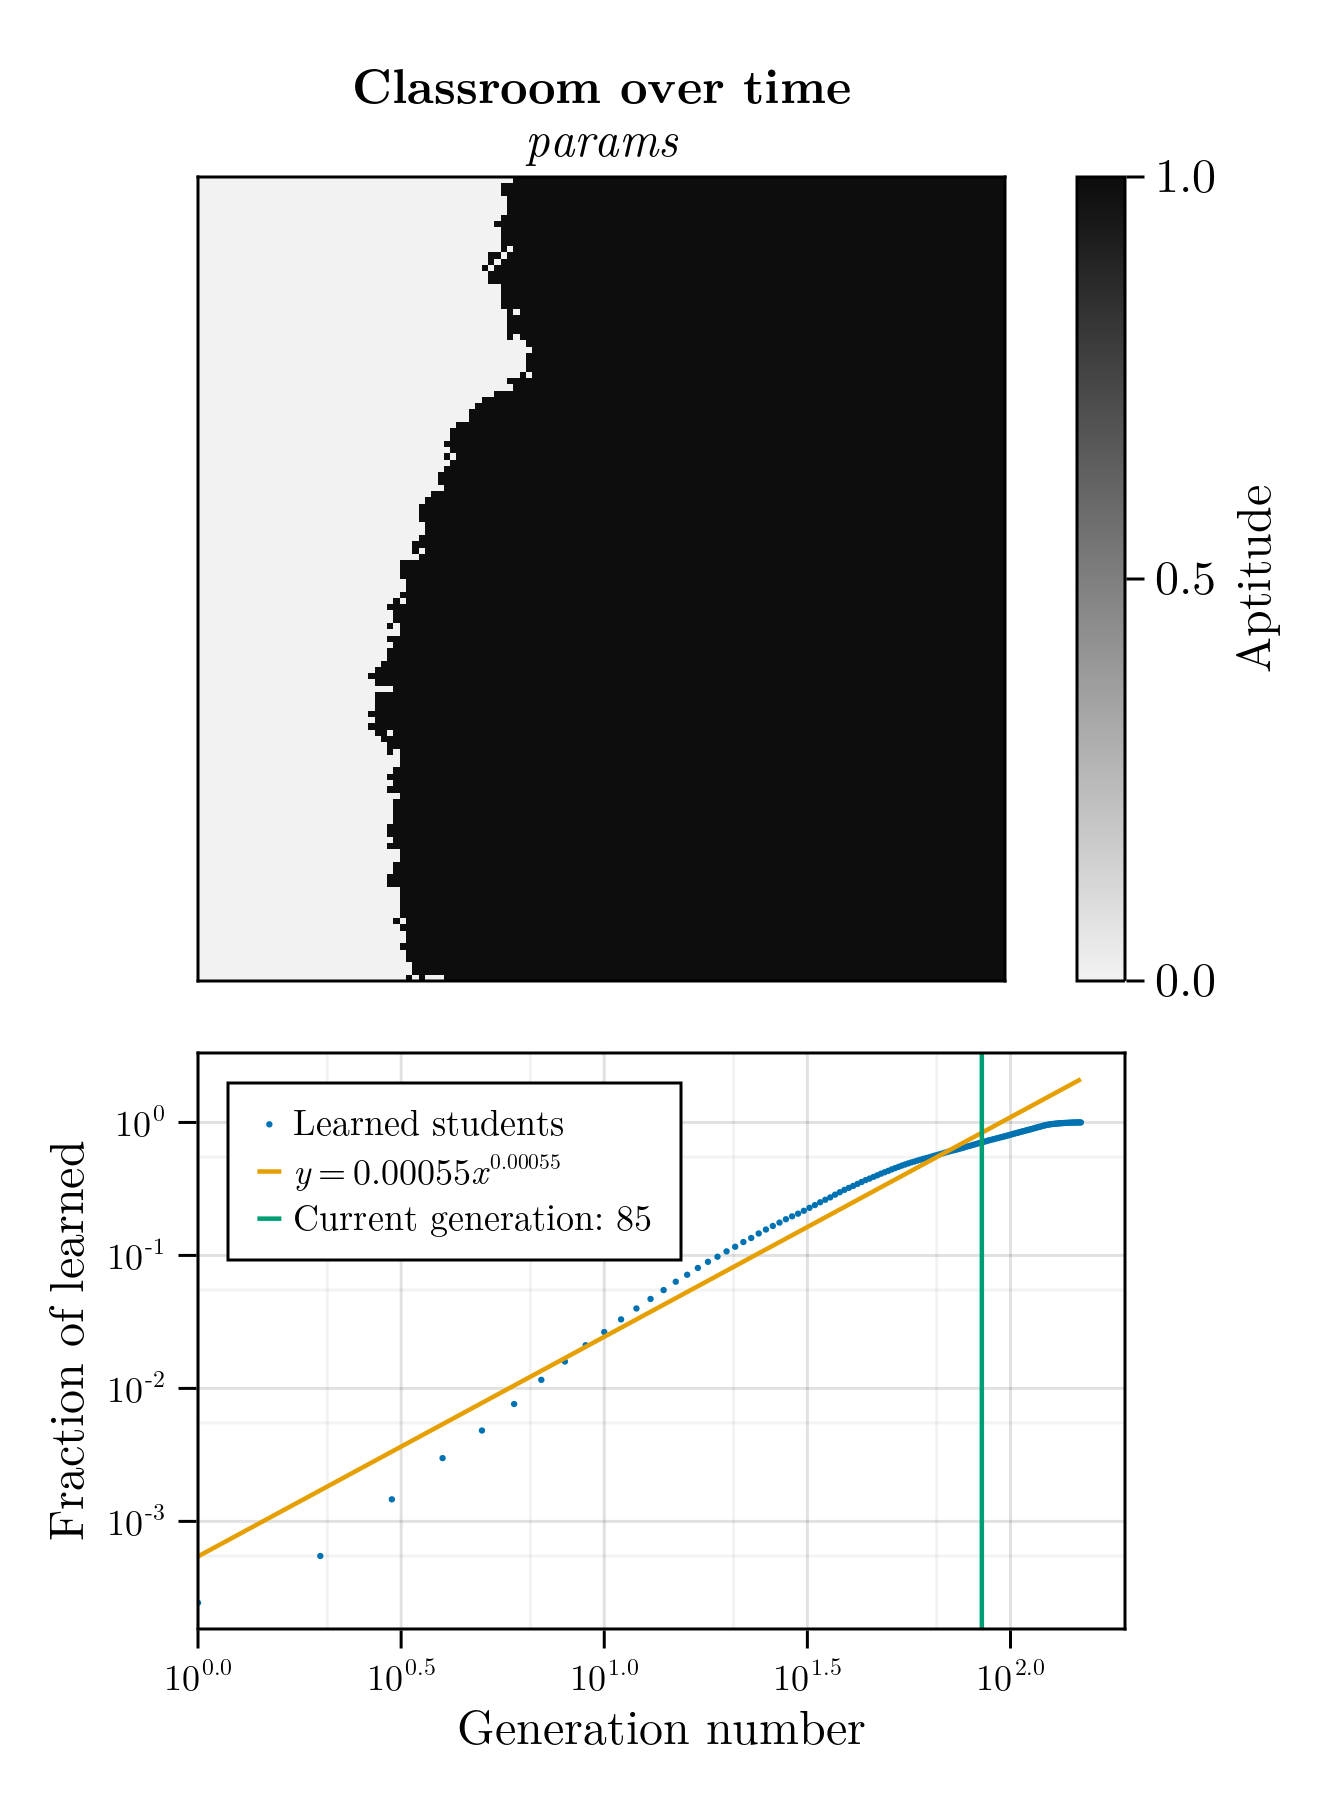 Classroom over time
params
1.0
0.5
0.0
Aptitude
10^0
10^-1
10^-2
10^-3
Fraction of learned
Learned students
y = 0.00055x^0.00055
Current generation: 85
10^0.0 10^0.5 10^1.0 10^1.5 10^2.0
Generation number